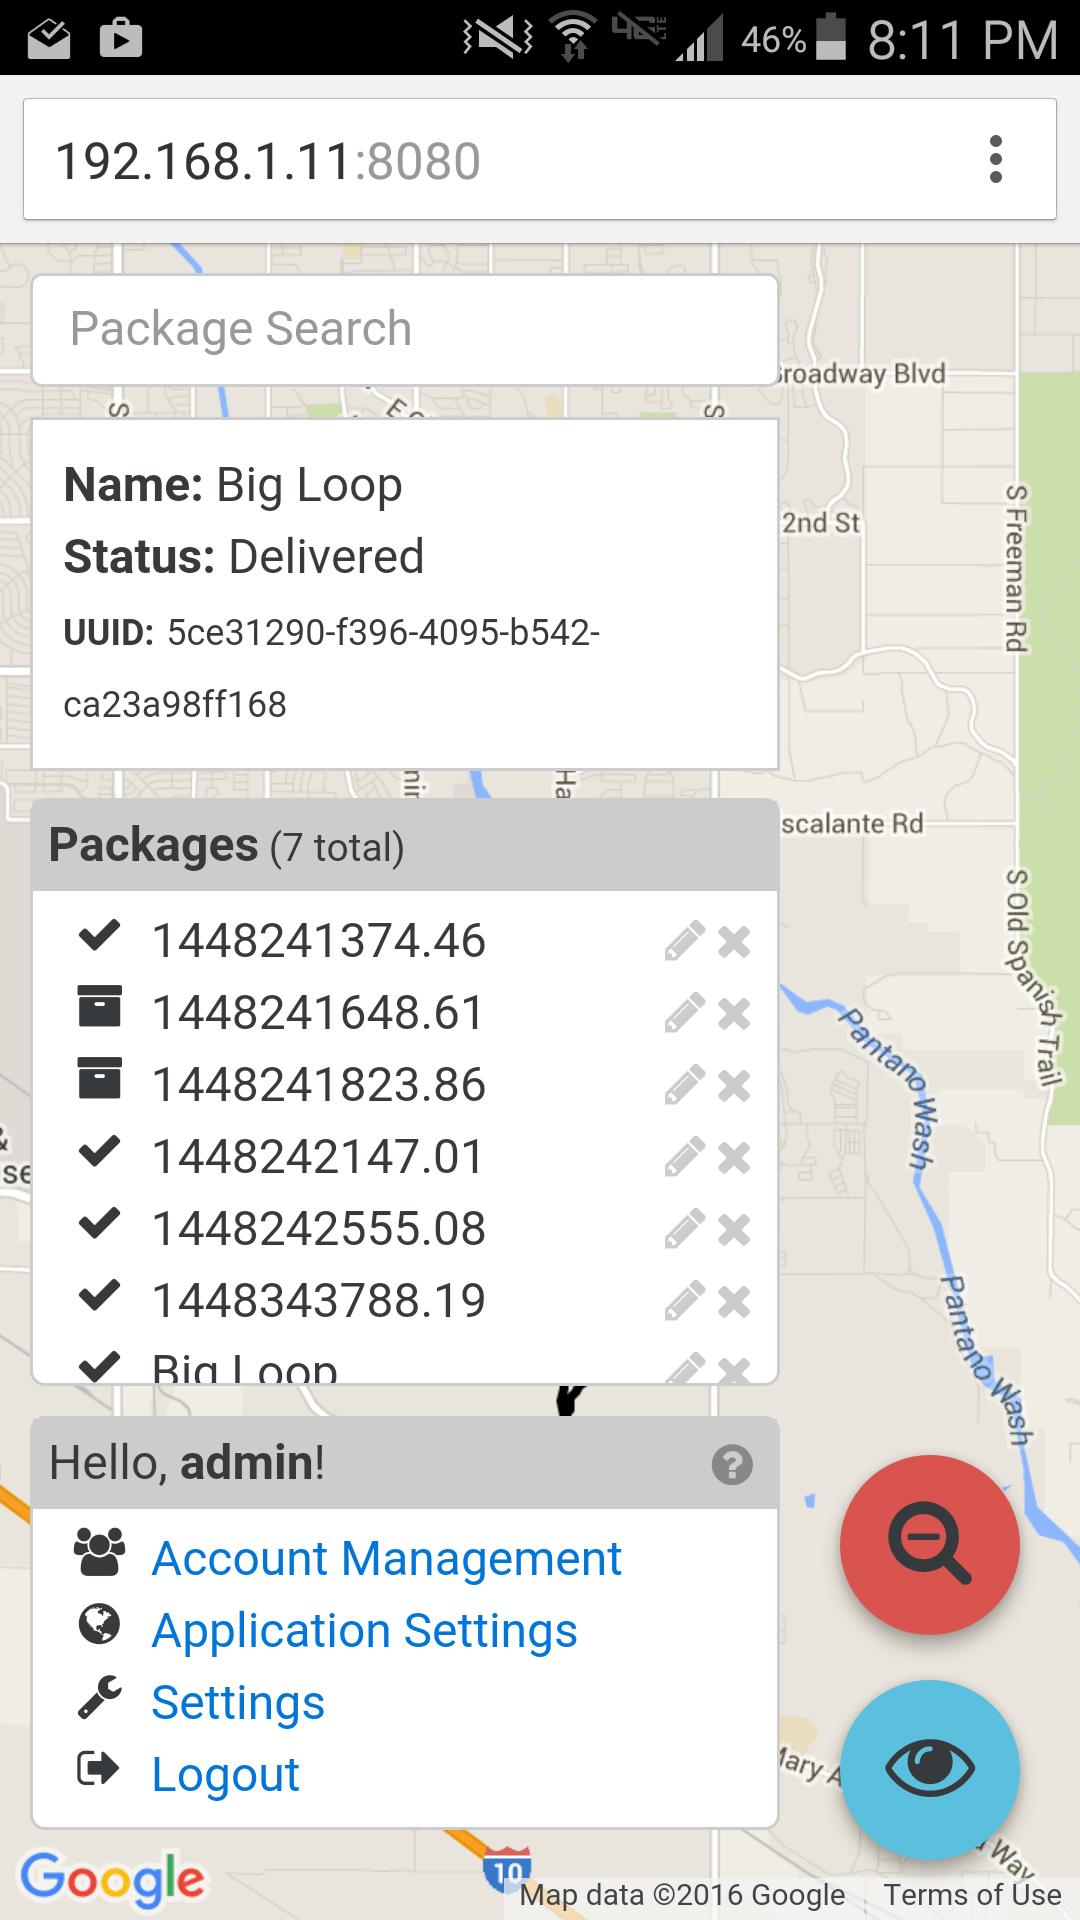 46% 8:11 PM
192.168.1.11:8080
Package Search
Broadway Blvd
S
S
Name: Big Loop
Status: Delivered
2nd St
S Freeman Rd
UUID: 5ce31290-f396-4095-b542-
ca23a98ff168
Packages (7 total)
scalante Rd
1448241374.46
S Old Spanish Trail
1448241648.61
Pantano Wash
1448241823.86
1448242147.01
1448242555.08
1448343788.19
Pantano Wash
Big Loop
Hello, admin!
Account Management
Application Settings
Settings
Logout
Mary A
Way
Google
10
Map data ©2016 Google
Terms of Use